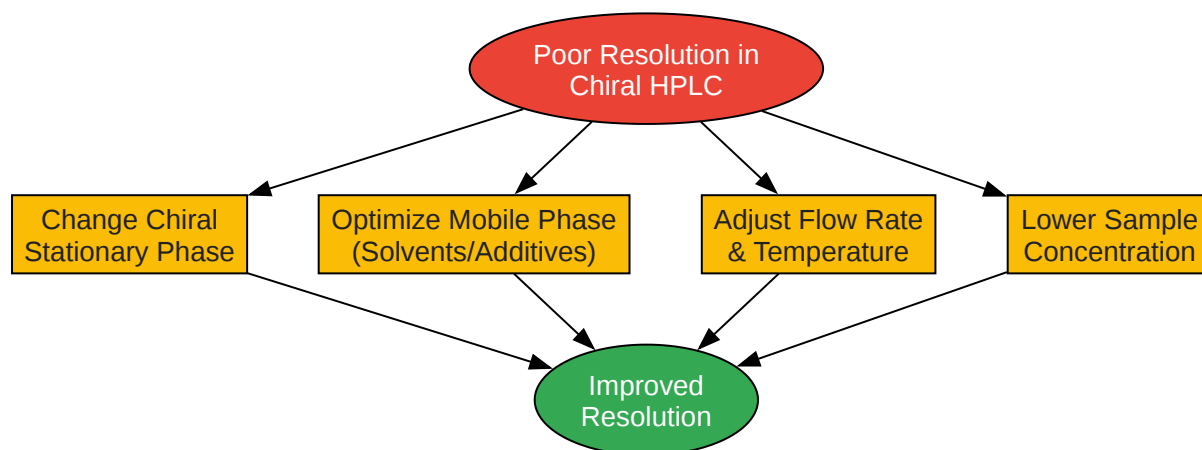 Poor Resolution in
Chiral HPLC
Change Chiral
Stationary Phase
Optimize Mobile Phase
(Solvents/Additives)
Adjust Flow Rate
& Temperature
Lower Sample
Concentration
Improved
Resolution